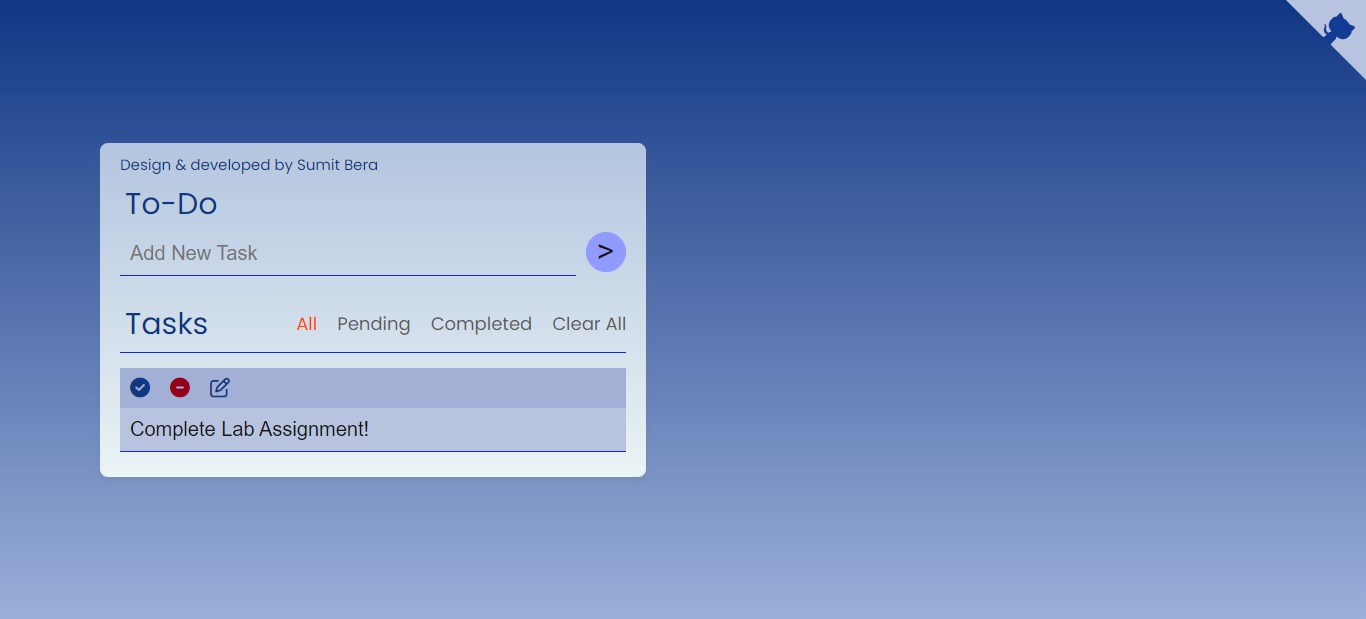 Design & developed by Sumit Bera
To-Do
Add New Task
>
Tasks All Pending Completed Clear All
Complete Lab Assignment!